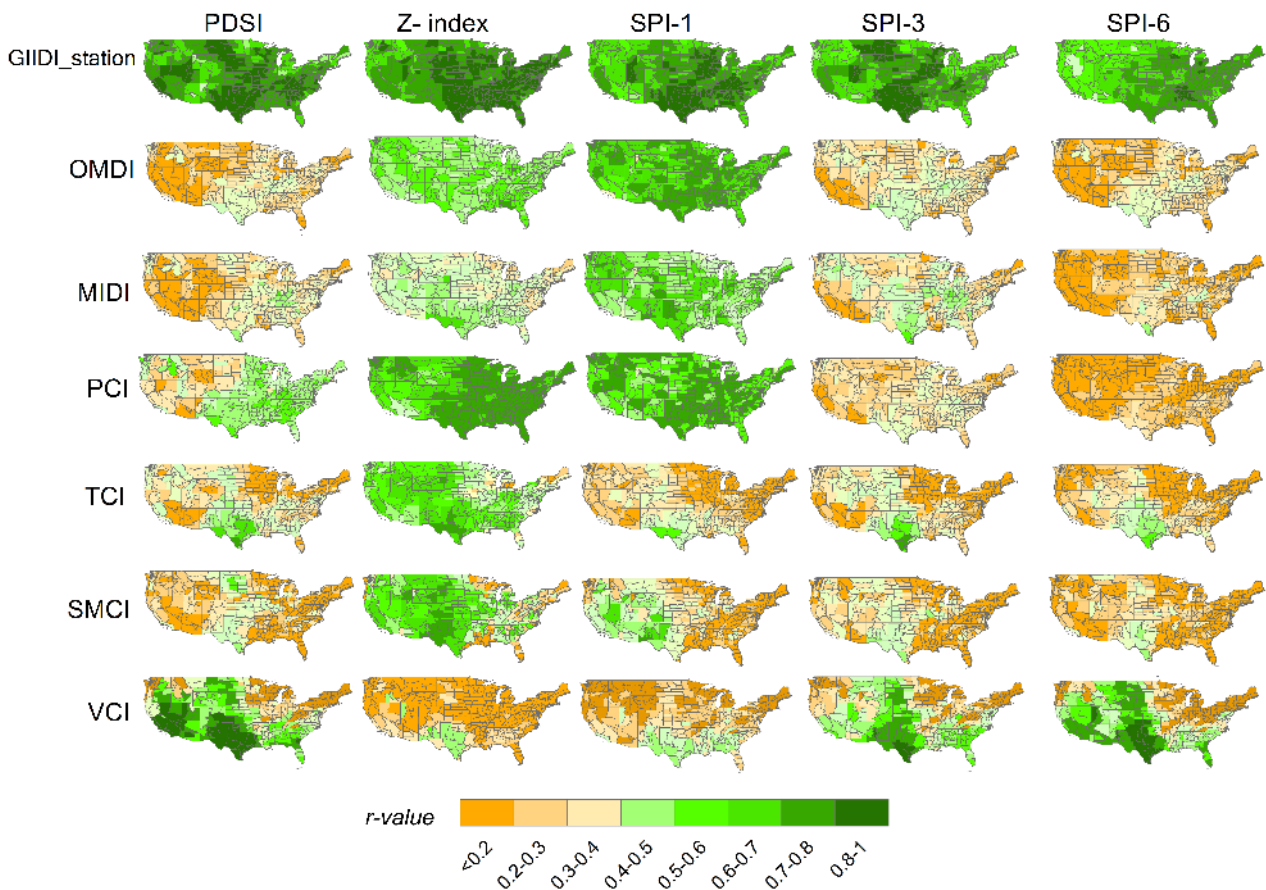 PDSI Z- index SPI-1 SPI-3 SPI-6
GIIDI_station
OMDI
MIDI
PCI
TCI
SMCI
VCI
r-value
<0.2 0.2-0.3 0.3-0.4 0.4-0.5 0.5-0.6 0.6-0.7 0.7-0.8 0.8-1